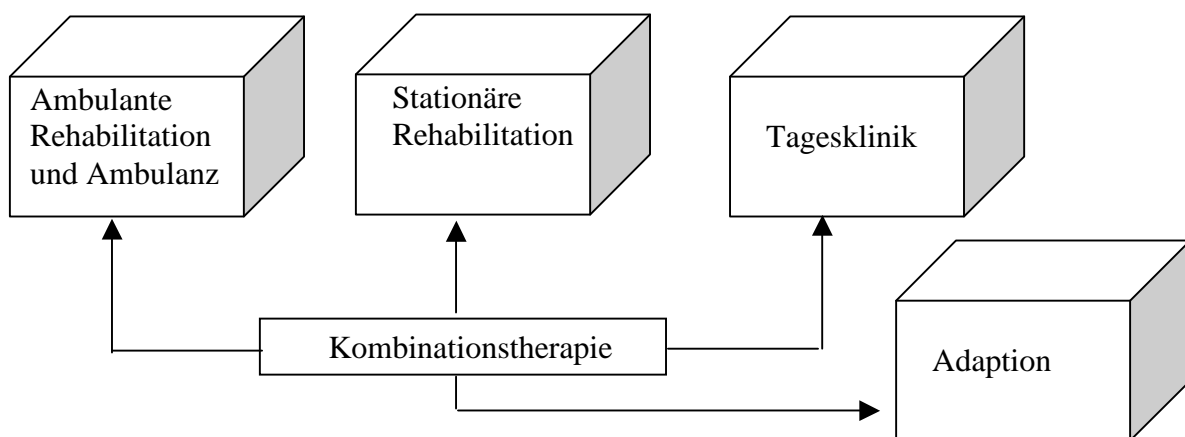 Ambulante
Rehabilitation
und Ambulanz
Stationäre
Rehabilitation
Tagesklinik
Kombinationstherapie
Adaption